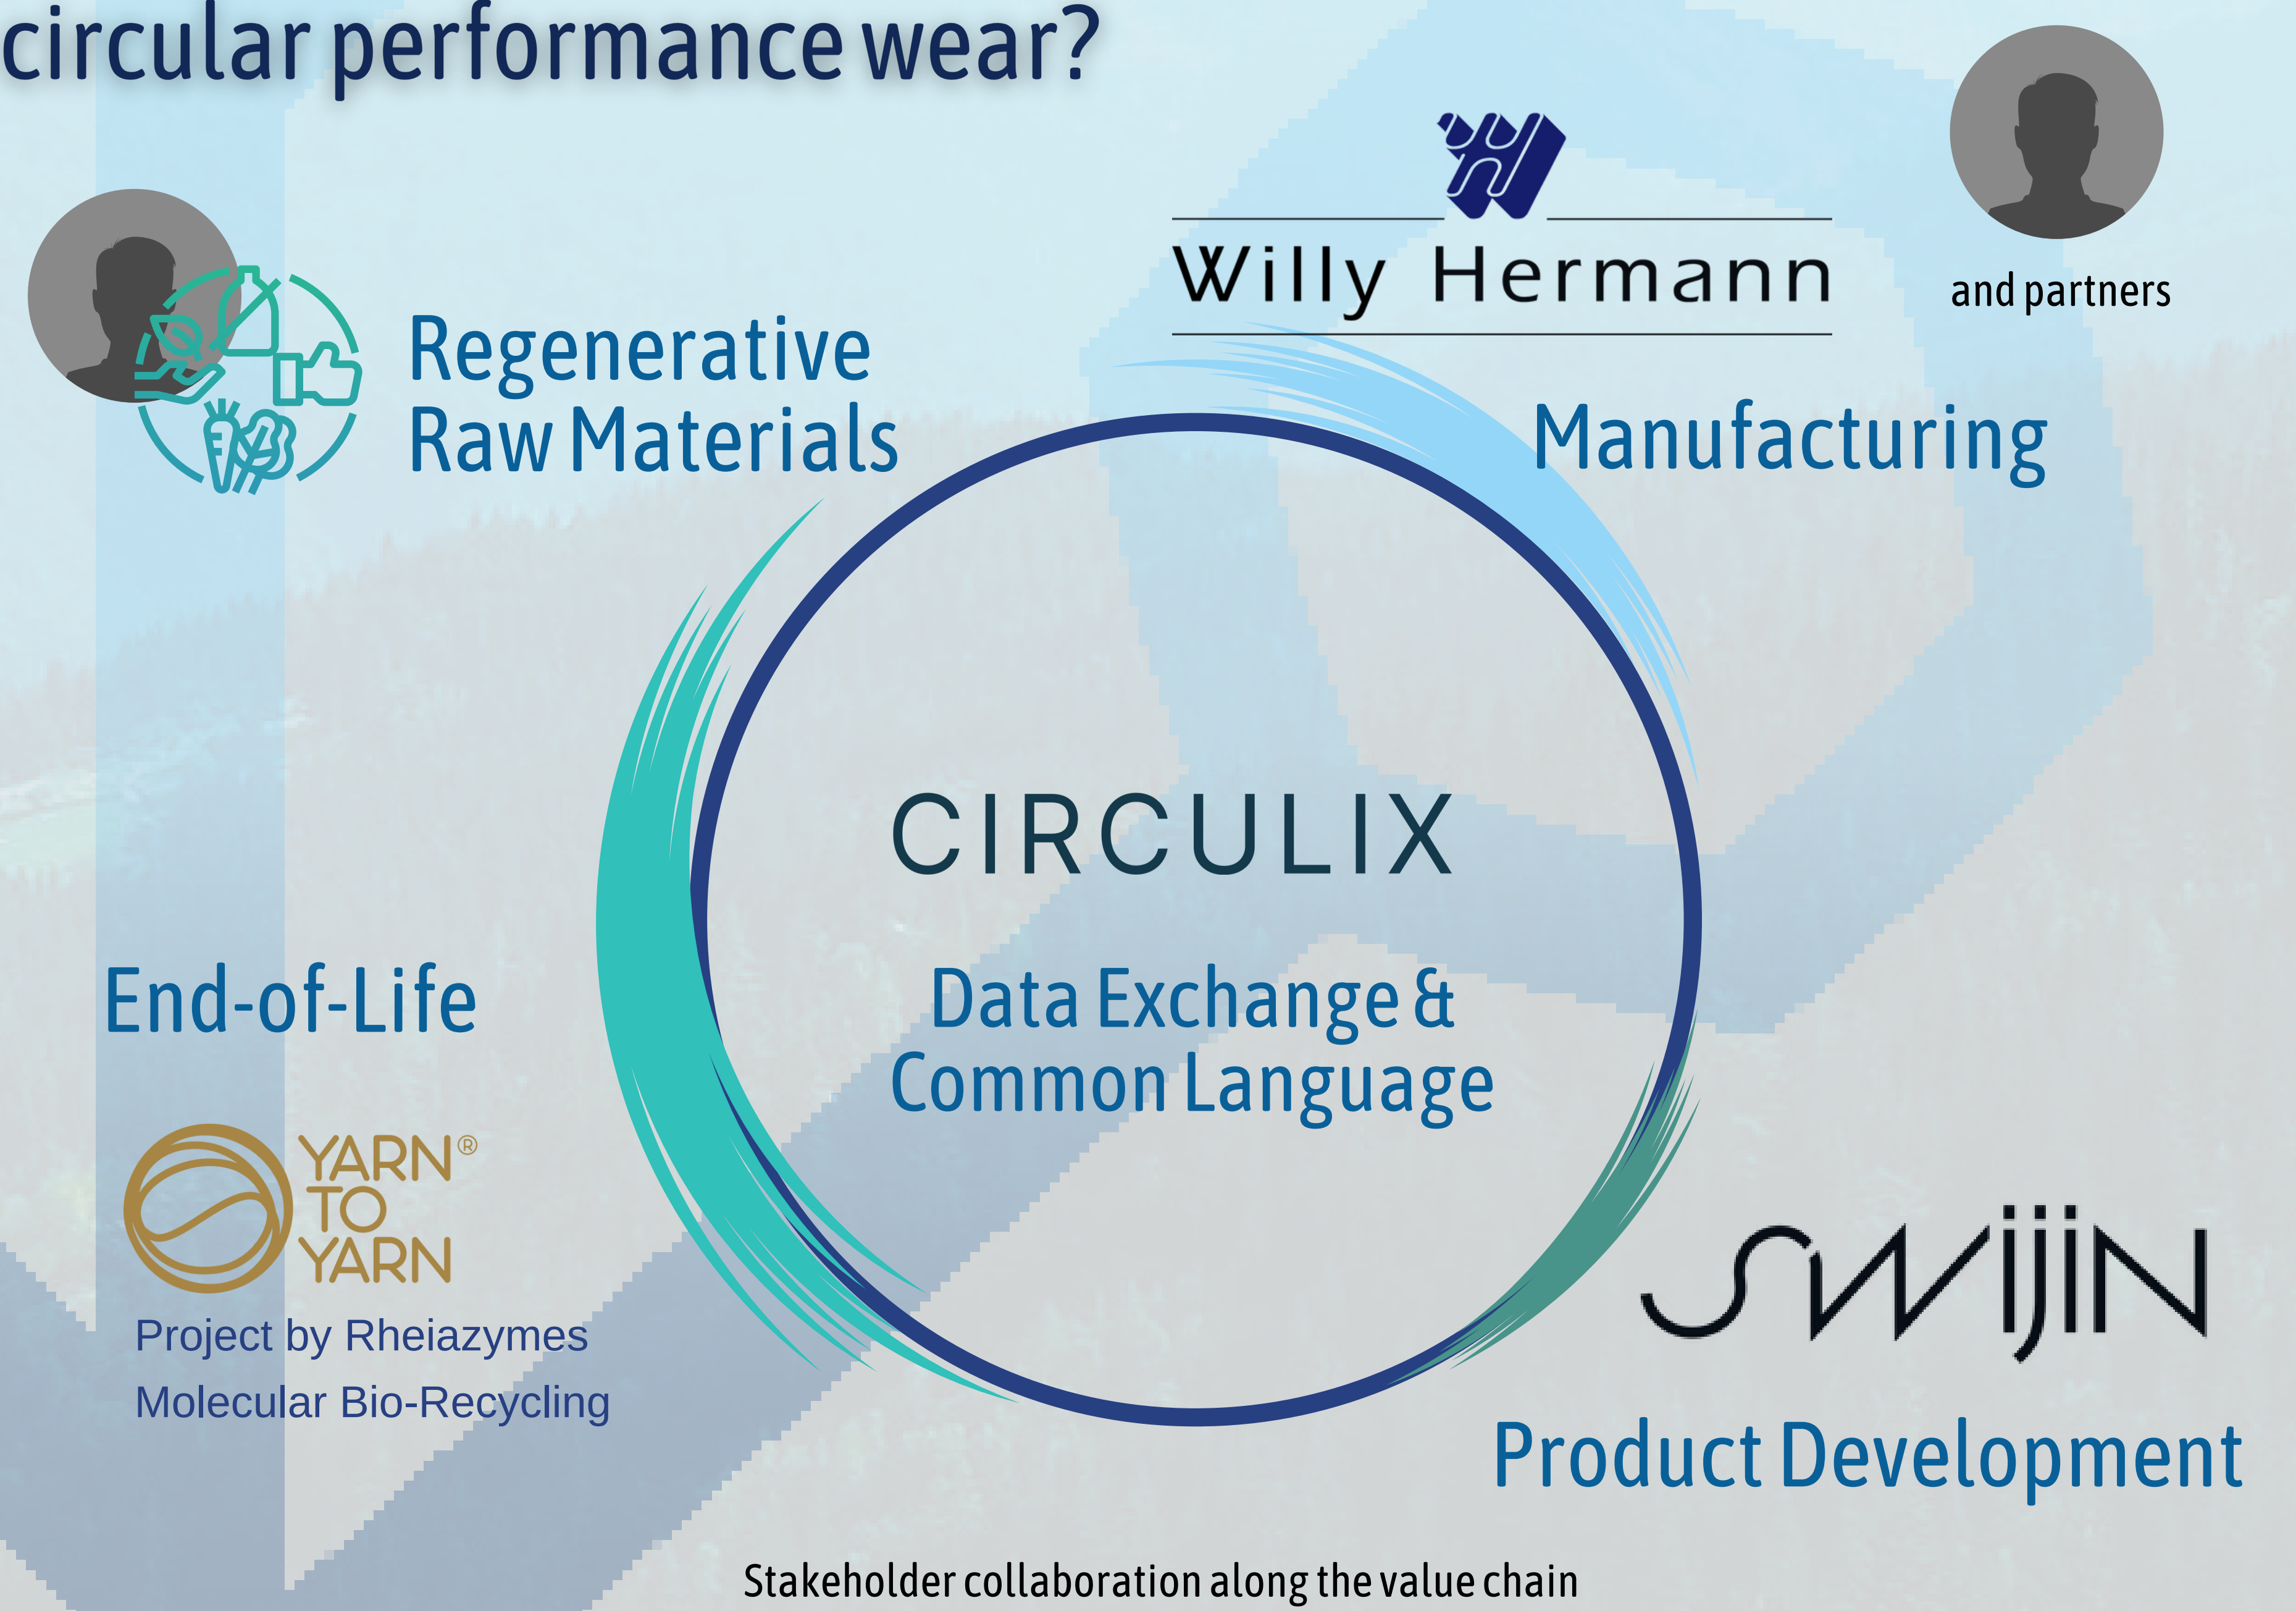 circular performance wear?
Willy Hermann
and partners
Regenerative
Raw Materials
Manufacturing
CIRCULIX
Data Exchange &
Common Language
End-of-Life
YARN®
TO
YARN
Project by Rheiazymes
Molecular Bio-Recycling
SWijiN
Product Development
Stakeholder collaboration along the value chain